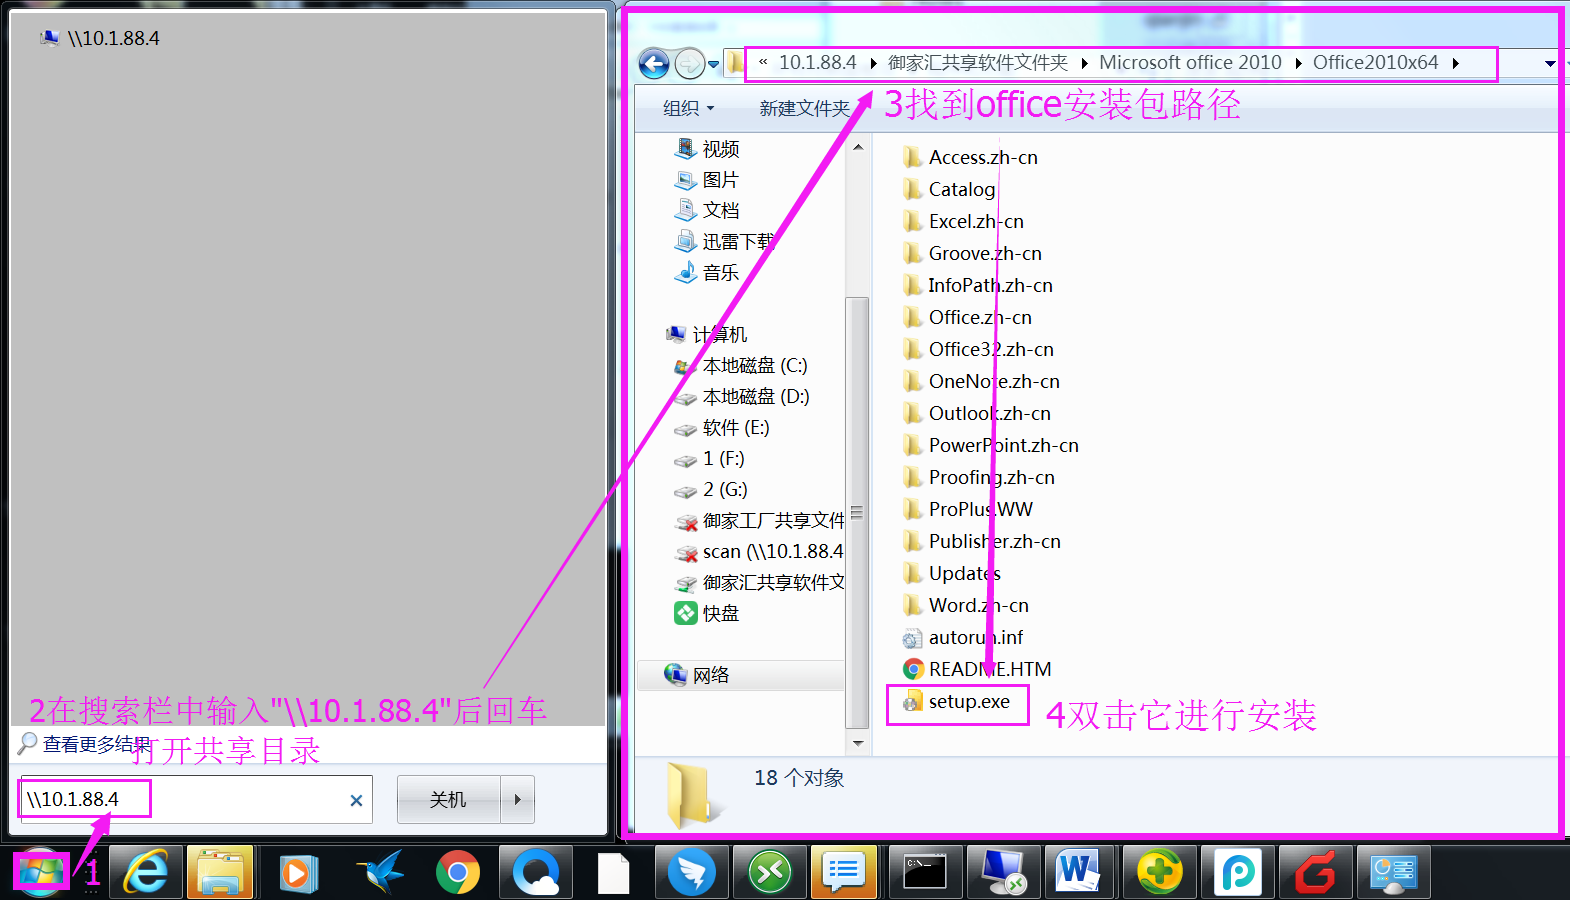 \\10.1.88.4
« 10.1.88.4 ▸ 御家汇共享软件文件夹 ▸ Microsoft office 2010 ▸ Office2010x64 ▸
3找到office安装包路径
组织
新建文件夹
视频
图片
文档
迅雷下载
音乐
计算机
本地磁盘 (C:)
本地磁盘 (D:)
软件 (E:)
1 (F:)
2 (G:)
御家工厂共享文件
scan (\\10.1.88.4
御家汇共享软件文
快盘
网络
Access.zh-cn
Catalog
Excel.zh-cn
Groove.zh-cn
InfoPath.zh-cn
Office.zh-cn
Office32.zh-cn
OneNote.zh-cn
Outlook.zh-cn
PowerPoint.zh-cn
Proofing.zh-cn
ProPlus.WW
Publisher.zh-cn
Updates
Word.zh-cn
autorun.inf
README.HTM
setup.exe
4双击它进行安装
18 个对象
2在搜索栏中输入"\\10.1.88.4"后回车
打开共享目录
查看更多结果
\\10.1.88.4
关机
1
C:\_